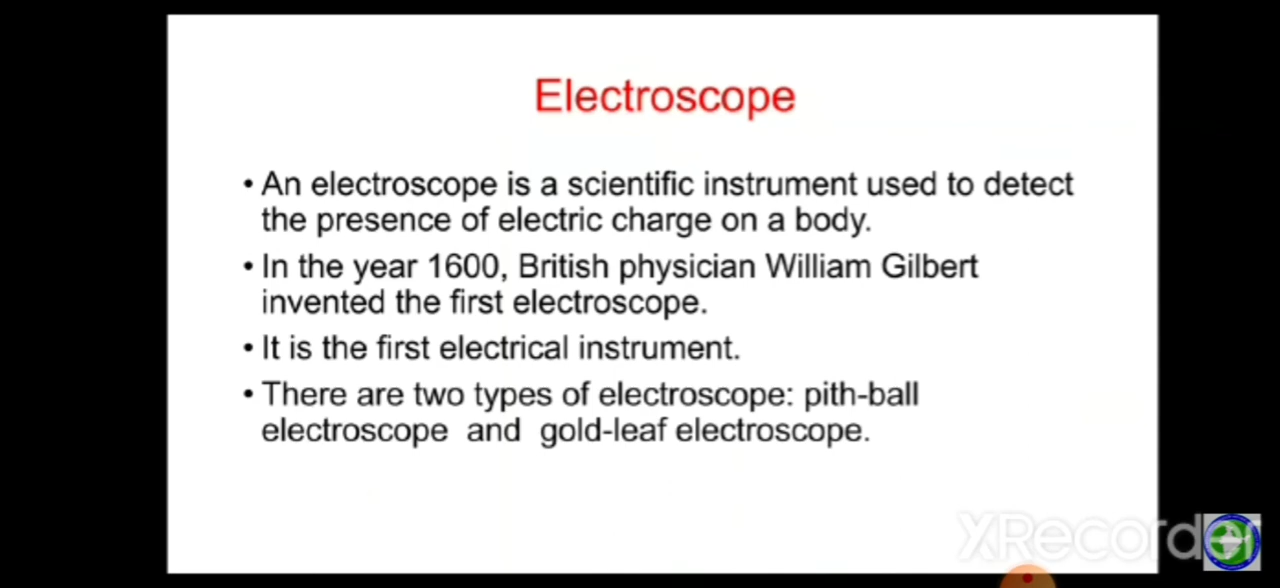 Electroscope
• An electroscope is a scientific instrument used to detect
the presence of electric charge on a body.
• In the year 1600, British physician William Gilbert
invented the first electroscope.
• It is the first electrical instrument.
• There are two types of electroscope: pith-ball
electroscope and gold-leaf electroscope.
XRecorder